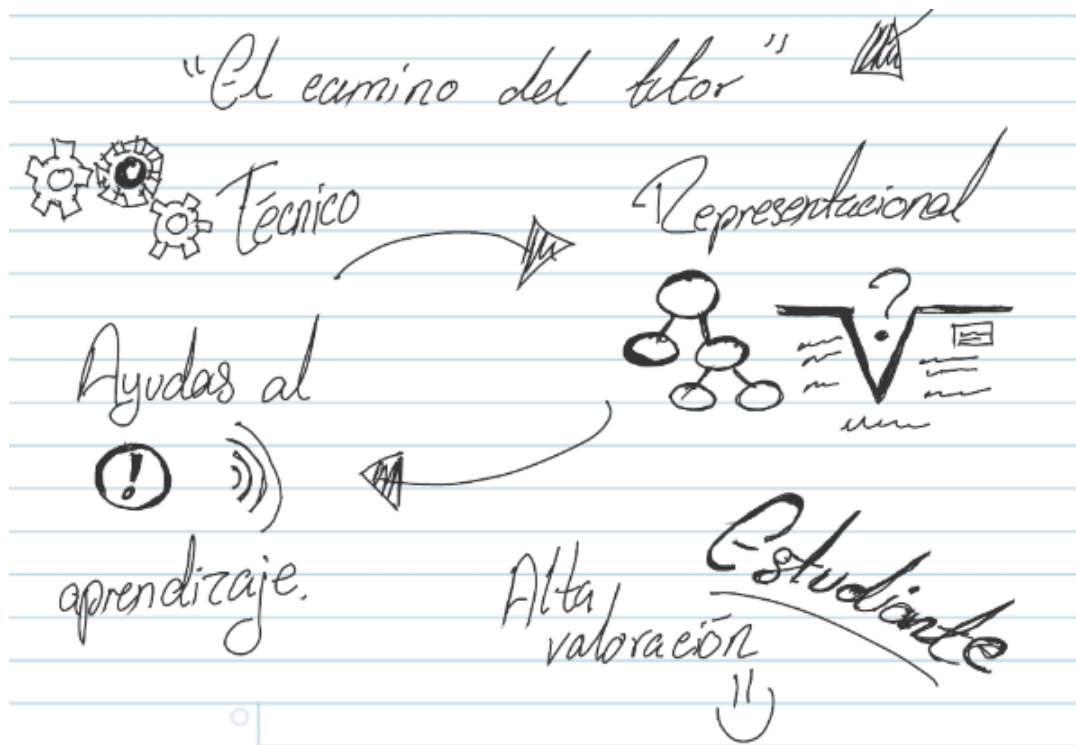 "El camino del tutor"
Técnico
Representacional
Ayudas al
aprendizaje.
Alta
valoración
Estudiante